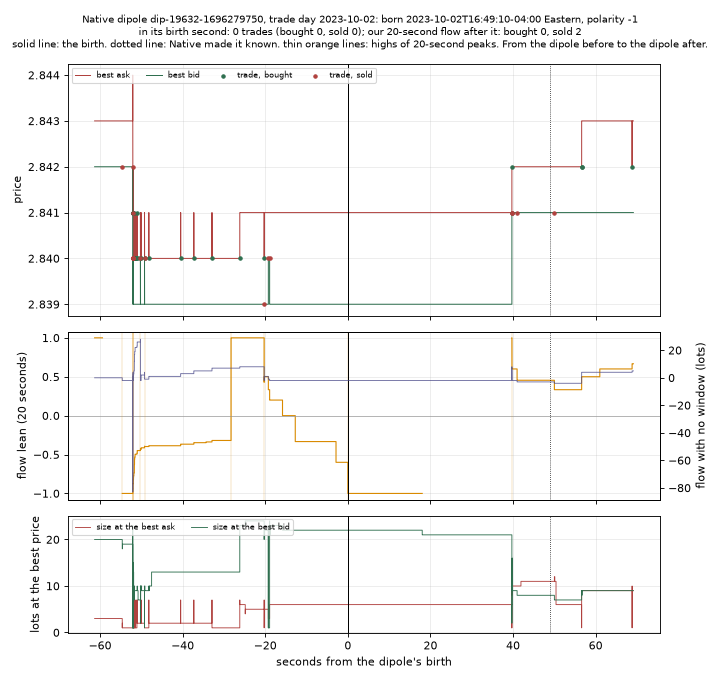 Native dipole dip-19632-1696279750, trade day 2023-10-02: born 2023-10-02T16:49:10-04:00 Eastern, polarity -1
in its birth second: 0 trades (bought 0, sold 0); our 20-second flow after it: bought 0, sold 2
solid line: the birth. dotted line: Native made it known. thin orange lines: highs of 20-second peaks. From the dipole before to the dipole after.
best ask
best bid
trade, bought
trade, sold
2.844
2.843
2.842
2.841
2.840
2.839
price
1.0
0.5
0.0
−0.5
−1.0
flow lean (20 seconds)
20
0
−20
−40
−60
−80
flow with no window (lots)
size at the best ask
size at the best bid
20
10
0
lots at the best price
−60
−40
−20
0
20
40
60
seconds from the dipole's birth